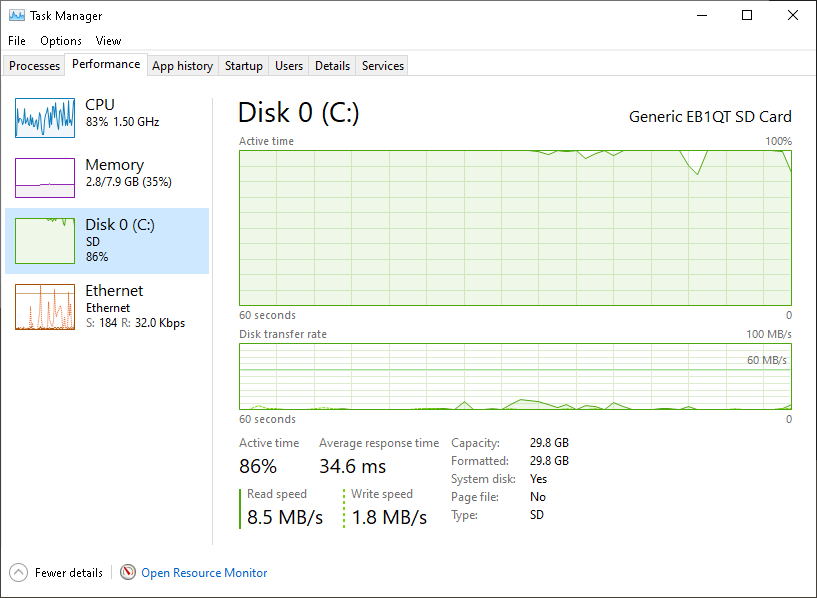 Task Manager
File Options View
Processes Performance App history Startup Users Details Services
CPU
83% 1.50 GHz
Memory
2.8/7.9 GB (35%)
Disk 0 (C:)
SD
86%
Ethernet
Ethernet
S: 184 R: 32.0 Kbps
Disk 0 (C:) Generic EB1QT SD Card
Active time 100%
60 seconds 0
Disk transfer rate 100 MB/s
60 MB/s
60 seconds 0
Active time Average response time
86% 34.6 ms
Read speed Write speed
8.5 MB/s 1.8 MB/s
Capacity: 29.8 GB
Formatted: 29.8 GB
System disk: Yes
Page file: No
Type: SD
Fewer details Open Resource Monitor